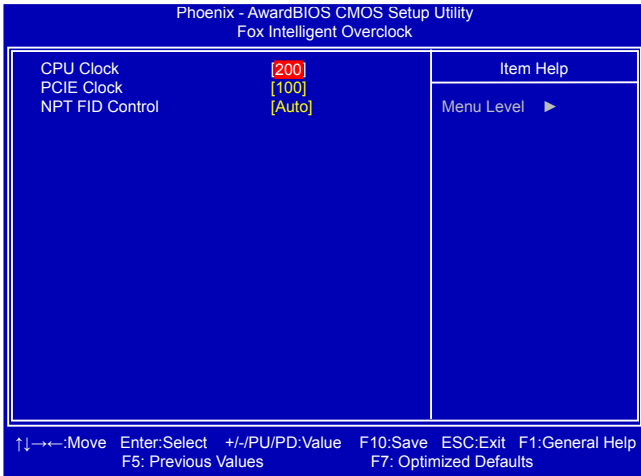 Phoenix - AwardBIOS CMOS Setup Utility
Fox Intelligent Overclock
CPU Clock [200]
PCIE Clock [100]
NPT FID Control [Auto]
Item Help
Menu Level ►
↑↓→←:Move Enter:Select +/-/PU/PD:Value F10:Save ESC:Exit F1:General Help
F5: Previous Values F7: Optimized Defaults